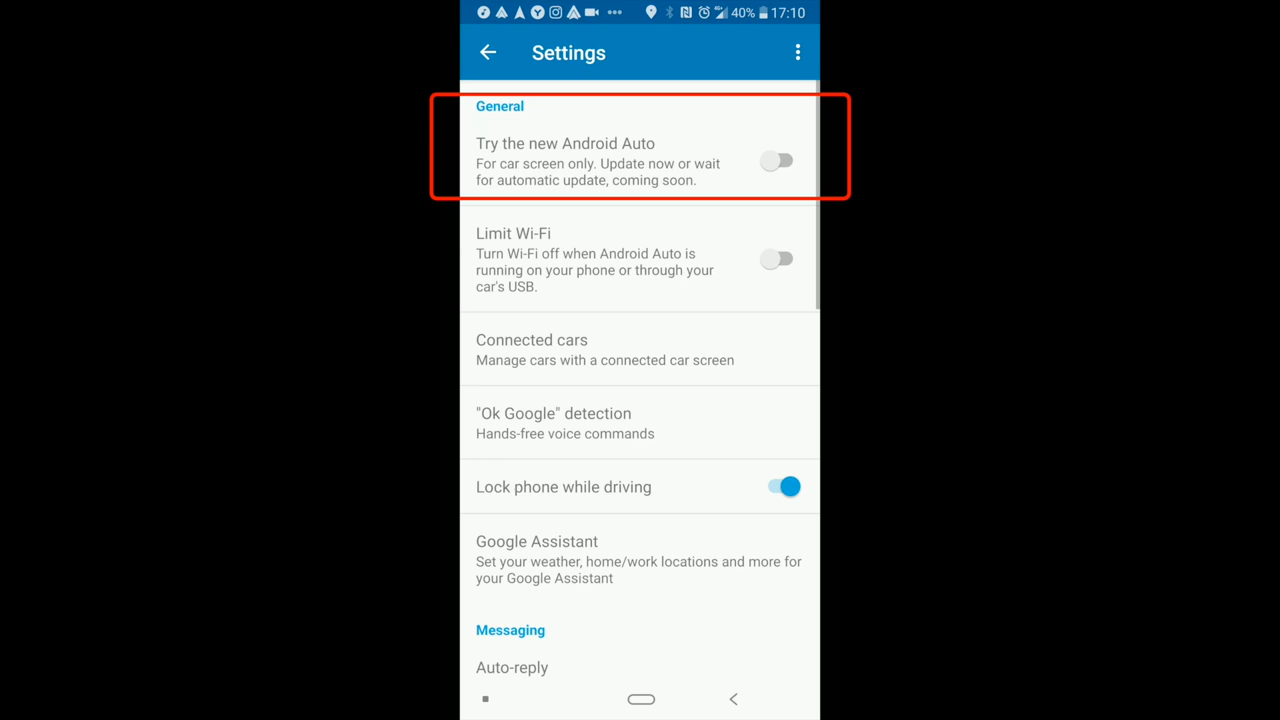 40% 17:10
Settings
General
Try the new Android Auto
For car screen only. Update now or wait
for automatic update, coming soon.
Limit Wi-Fi
Turn Wi-Fi off when Android Auto is
running on your phone or through your
car's USB.
Connected cars
Manage cars with a connected car screen
"Ok Google" detection
Hands-free voice commands
Lock phone while driving
Google Assistant
Set your weather, home/work locations and more for
your Google Assistant
Messaging
Auto-reply